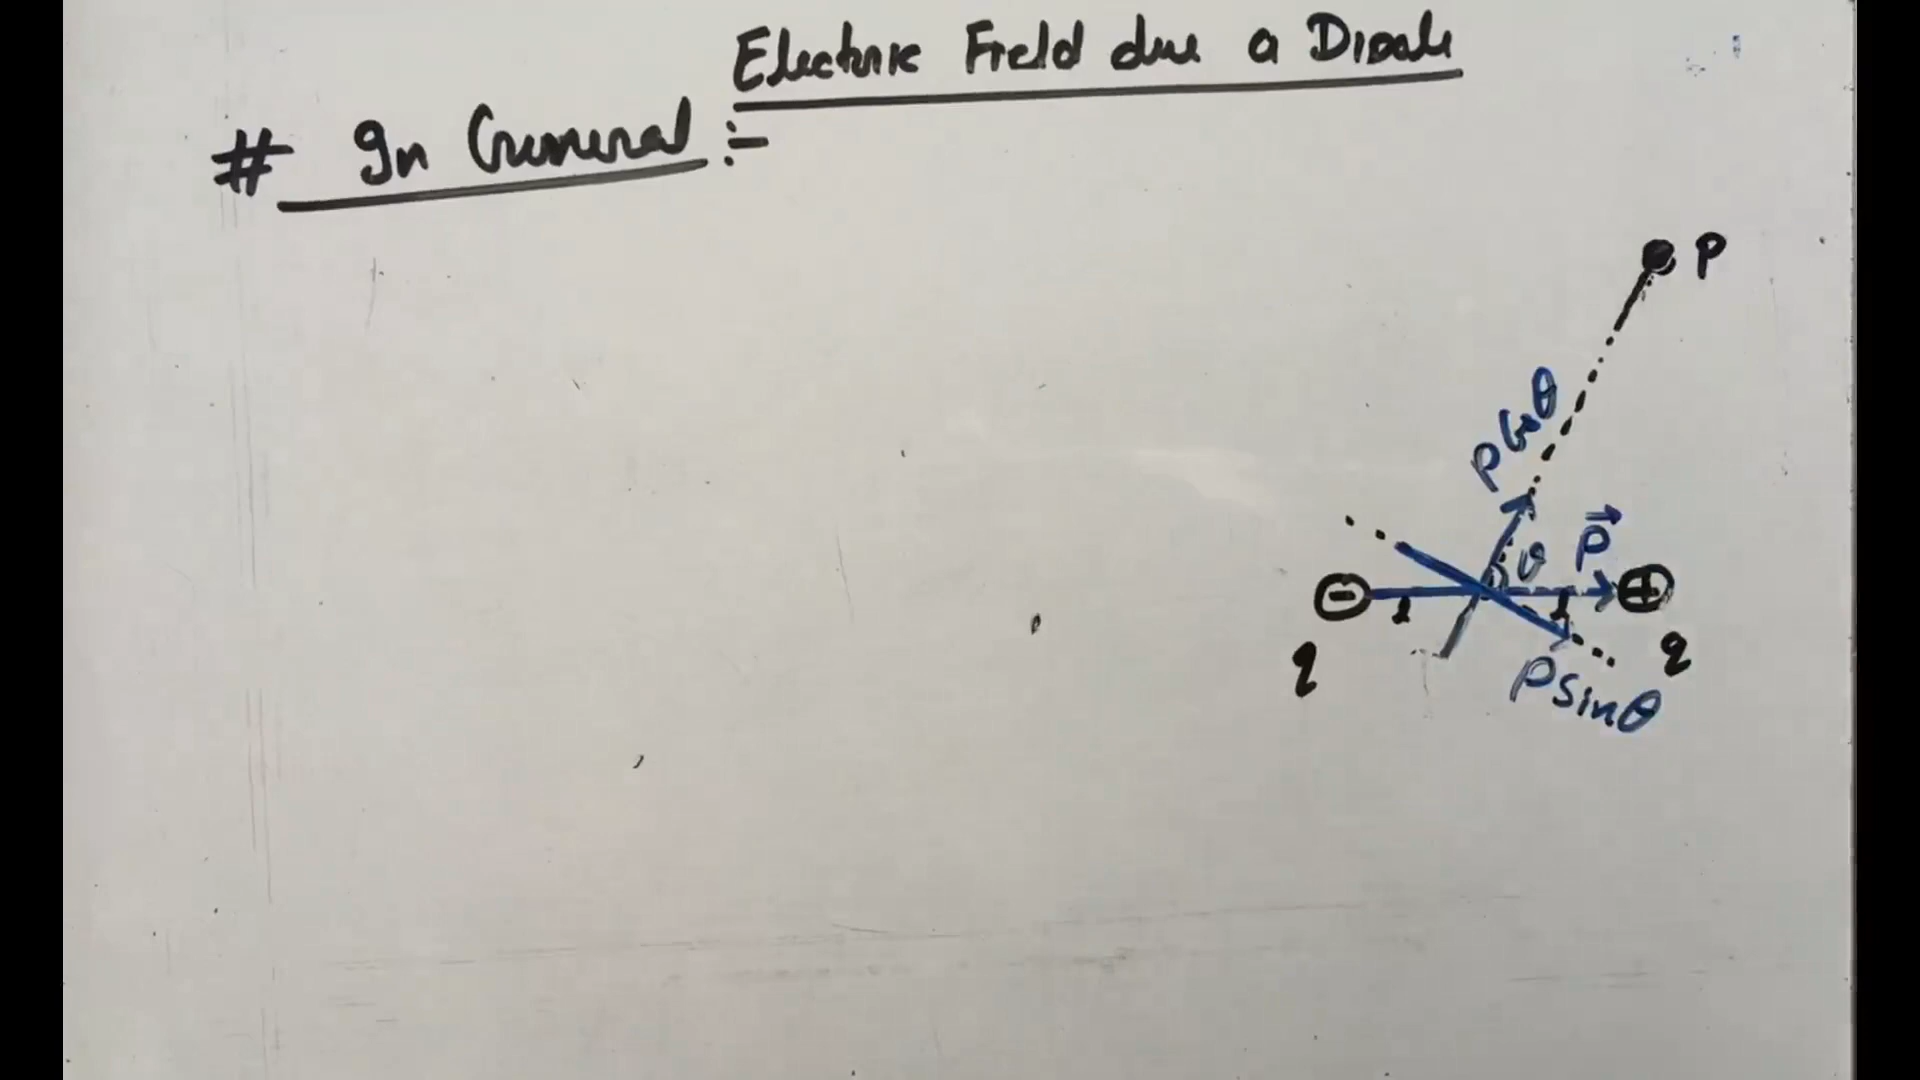 Electric Field due a Dipole
# In General :-
P
P Cosθ
θ
P⃗
- +
l l
q q
P sinθ